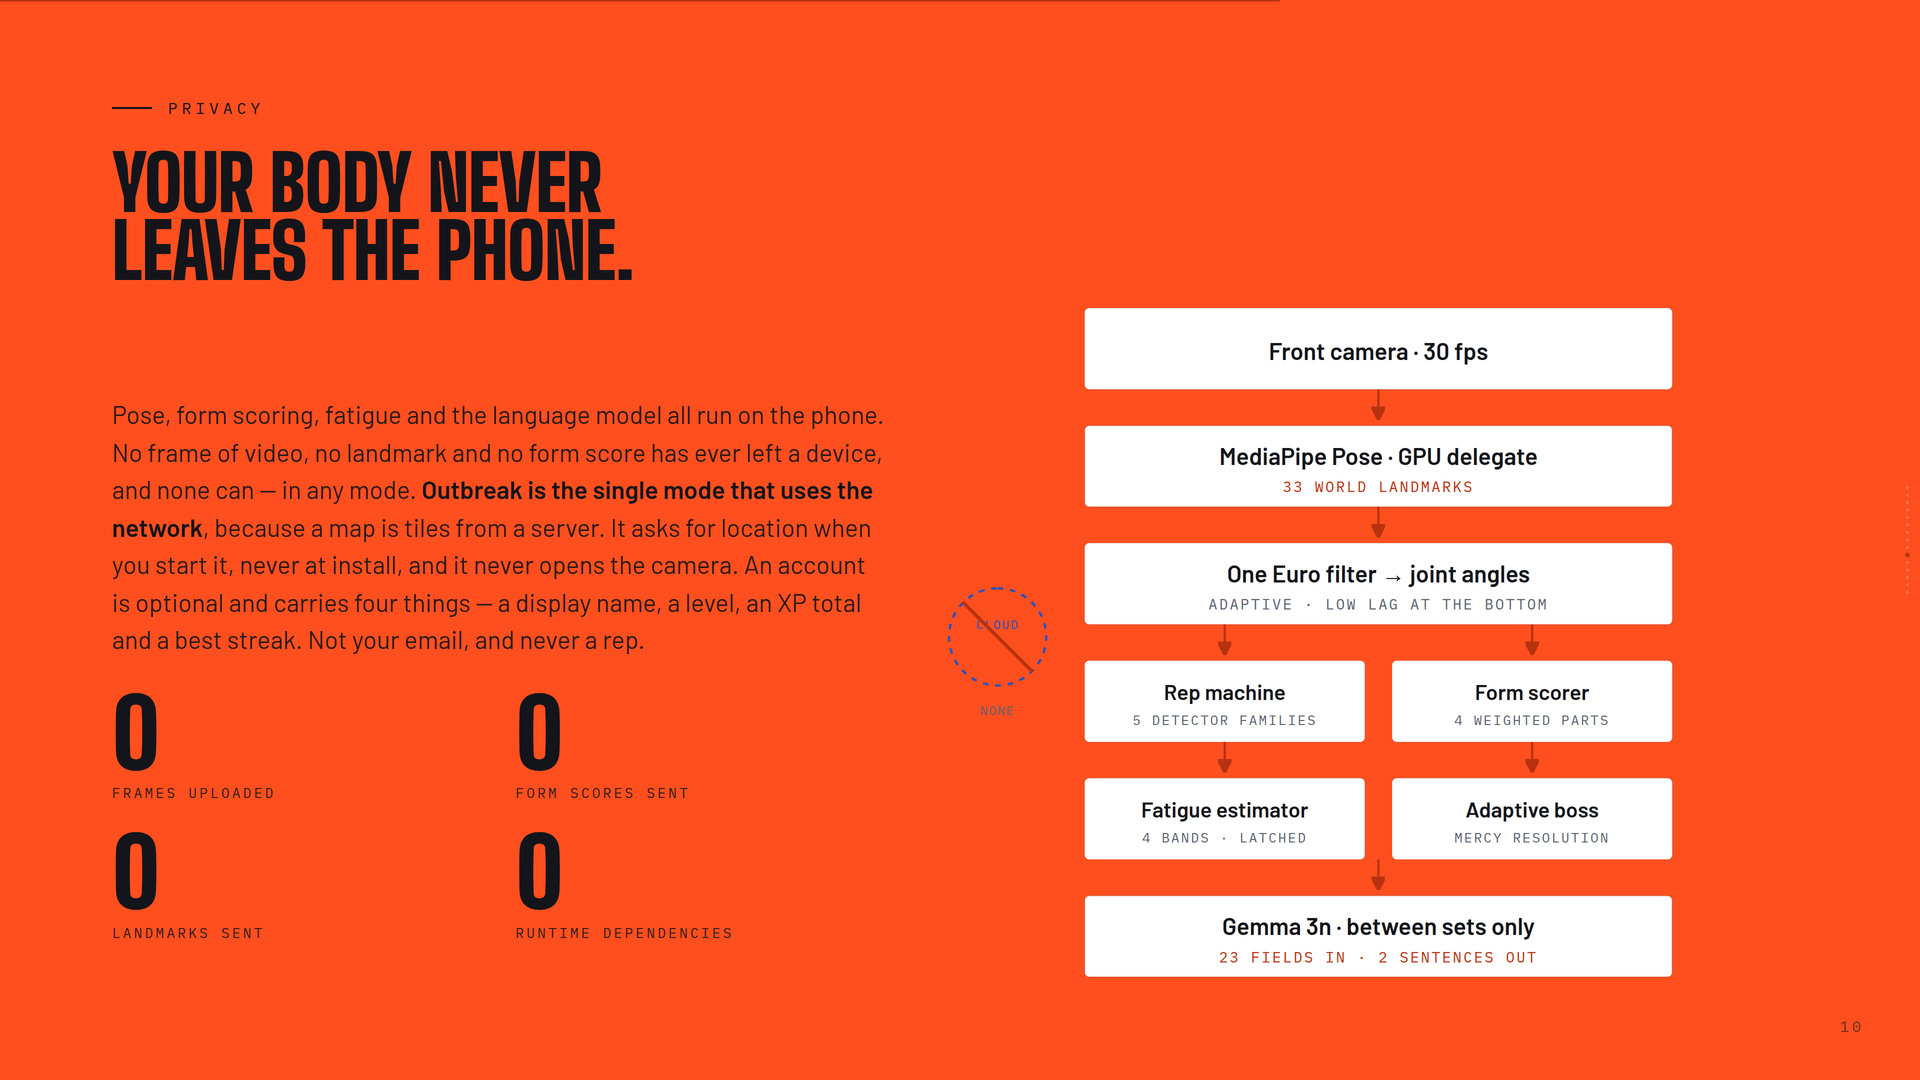 PRIVACY
YOUR BODY NEVER
LEAVES THE PHONE.
Pose, form scoring, fatigue and the language model all run on the phone.
No frame of video, no landmark and no form score has ever left a device,
and none can — in any mode. Outbreak is the single mode that uses the
network, because a map is tiles from a server. It asks for location when
you start it, never at install, and it never opens the camera. An account
is optional and carries four things — a display name, a level, an XP total
and a best streak. Not your email, and never a rep.
0
FRAMES UPLOADED
0
FORM SCORES SENT
0
LANDMARKS SENT
0
RUNTIME DEPENDENCIES
CLOUD
NONE
Front camera · 30 fps
MediaPipe Pose · GPU delegate
33 WORLD LANDMARKS
One Euro filter → joint angles
ADAPTIVE · LOW LAG AT THE BOTTOM
Rep machine
5 DETECTOR FAMILIES
Form scorer
4 WEIGHTED PARTS
Fatigue estimator
4 BANDS · LATCHED
Adaptive boss
MERCY RESOLUTION
Gemma 3n · between sets only
23 FIELDS IN · 2 SENTENCES OUT
10